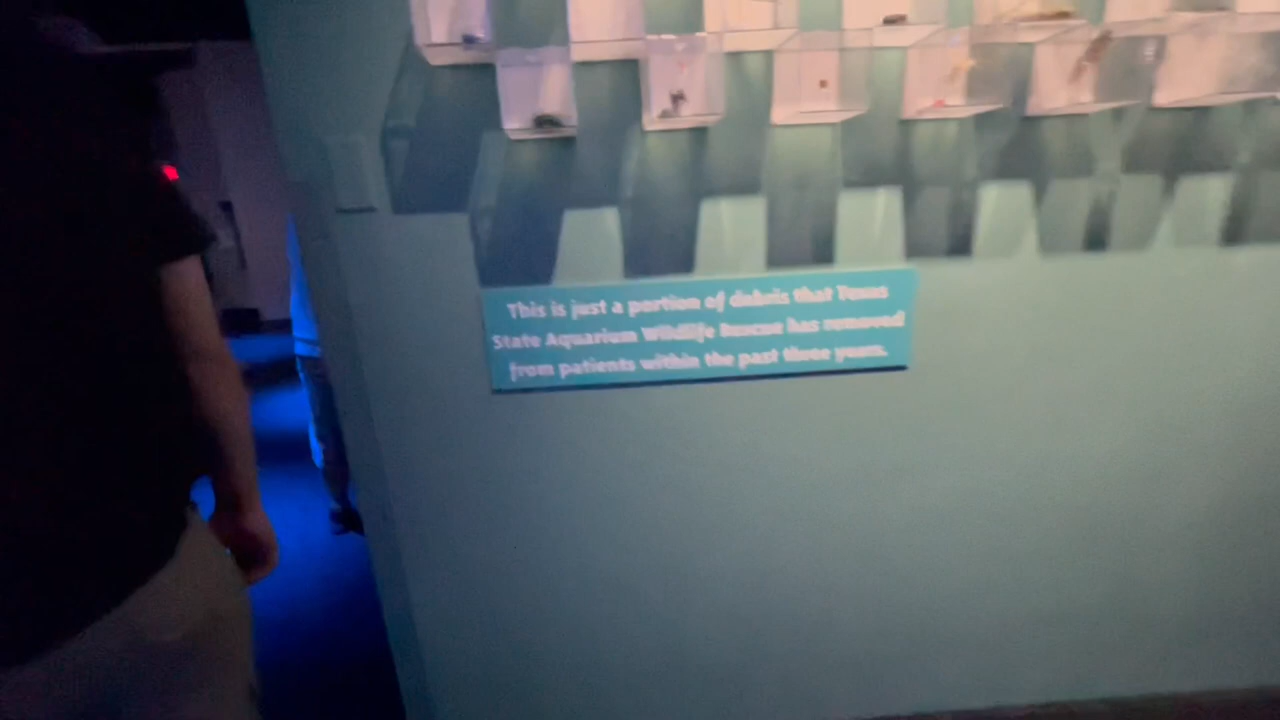 This is just a portion of debris that Texas
State Aquarium Wildlife Rescue has removed
from patients within the past three years.